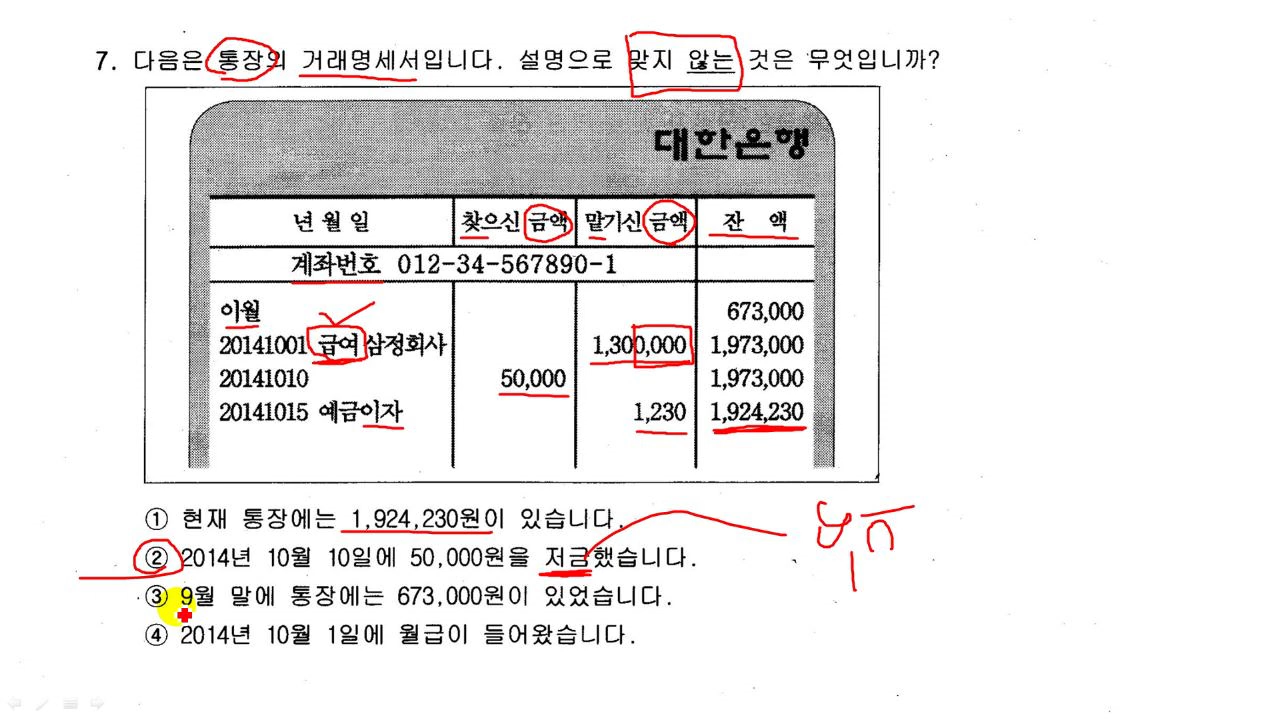 7. 다음은 통장의 거래명세서입니다. 설명으로 맞지 않는 것은 무엇입니까?
대한은행
년 월 일 찾으신 금액 맡기신 금액 잔 액
계좌번호 012-34-567890-1
이월 673,000
20141001 급여 삼정회사 1,300,000 1,973,000
20141010 50,000 1,973,000
20141015 예금이자 1,230 1,924,230
① 현재 통장에는 1,924,230원이 있습니다.
② 2014년 10월 10일에 50,000원을 저금했습니다.
③ 9월 말에 통장에는 673,000원이 있었습니다.
④ 2014년 10월 1일에 월급이 들어왔습니다.